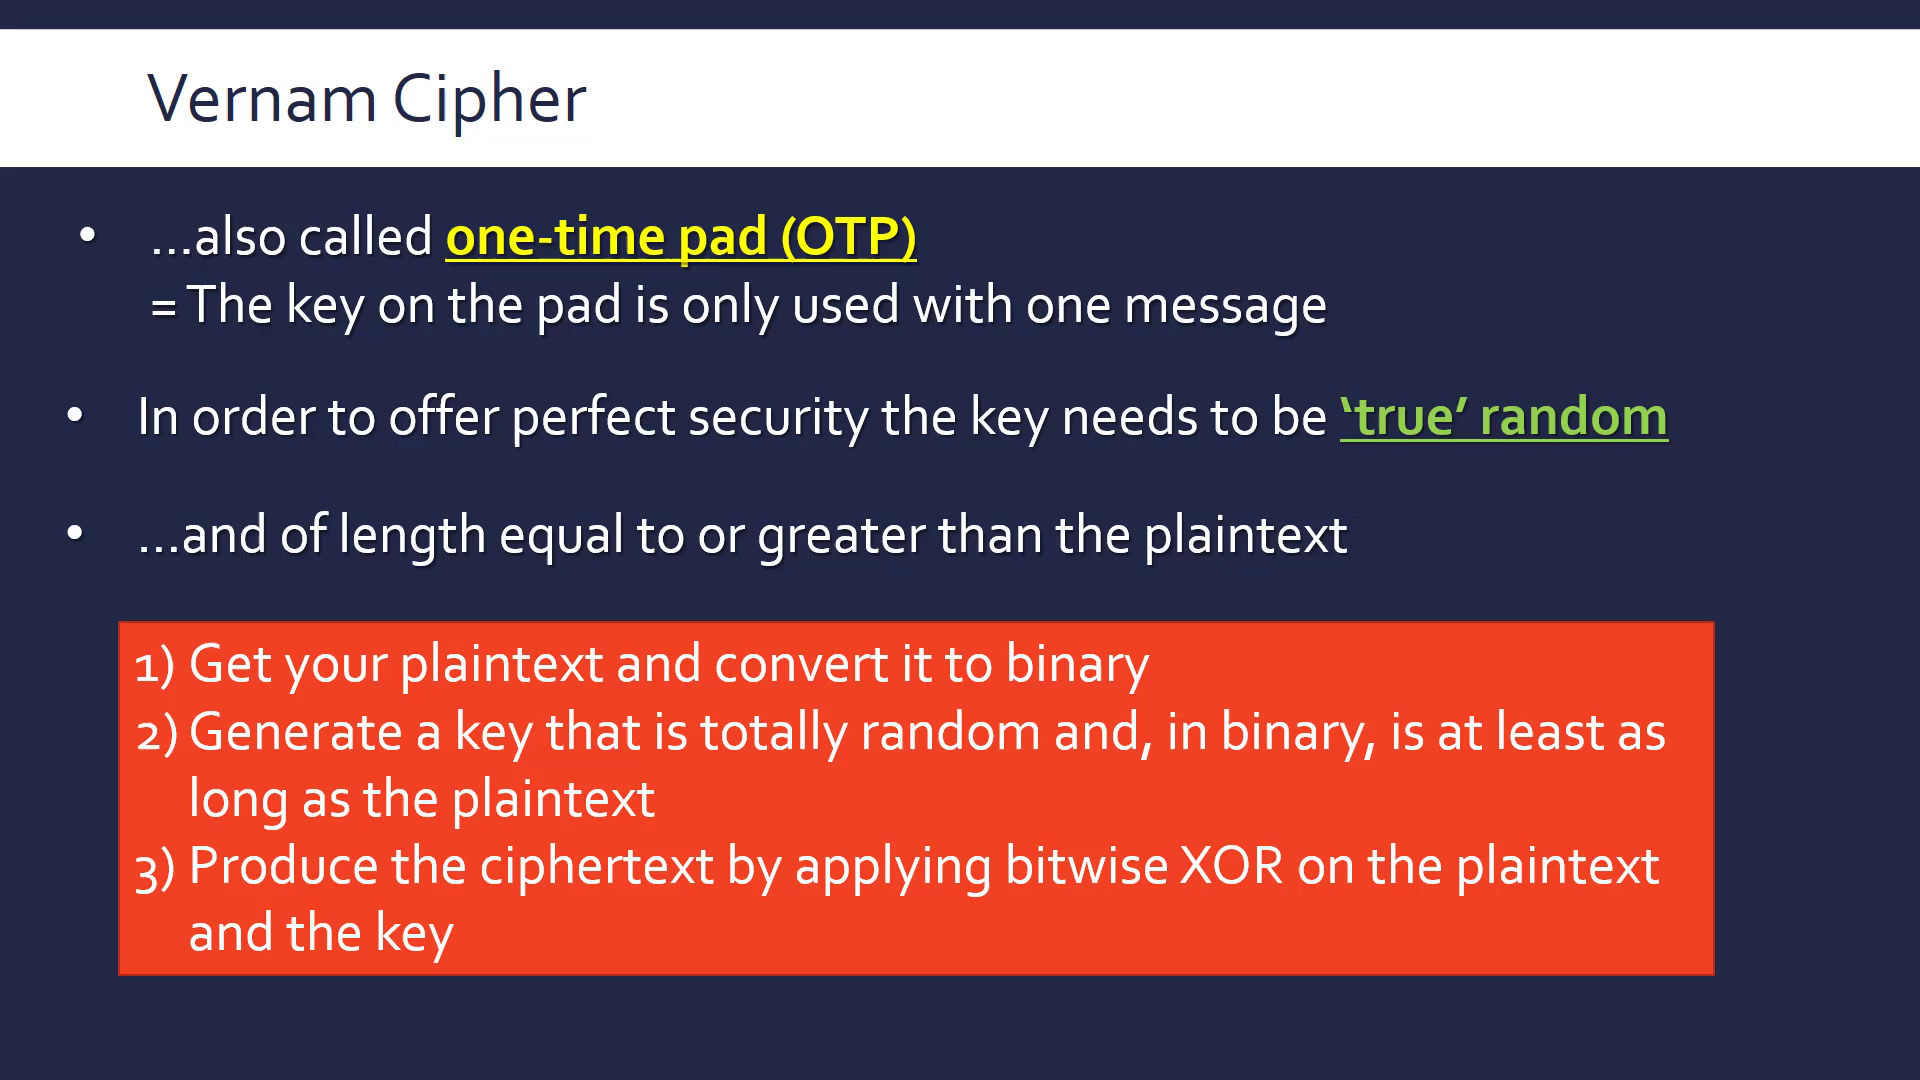 Vernam Cipher
• ...also called one-time pad (OTP)
= The key on the pad is only used with one message
• In order to offer perfect security the key needs to be ‘true’ random
• ...and of length equal to or greater than the plaintext
1) Get your plaintext and convert it to binary
2) Generate a key that is totally random and, in binary, is at least as
long as the plaintext
3) Produce the ciphertext by applying bitwise XOR on the plaintext
and the key